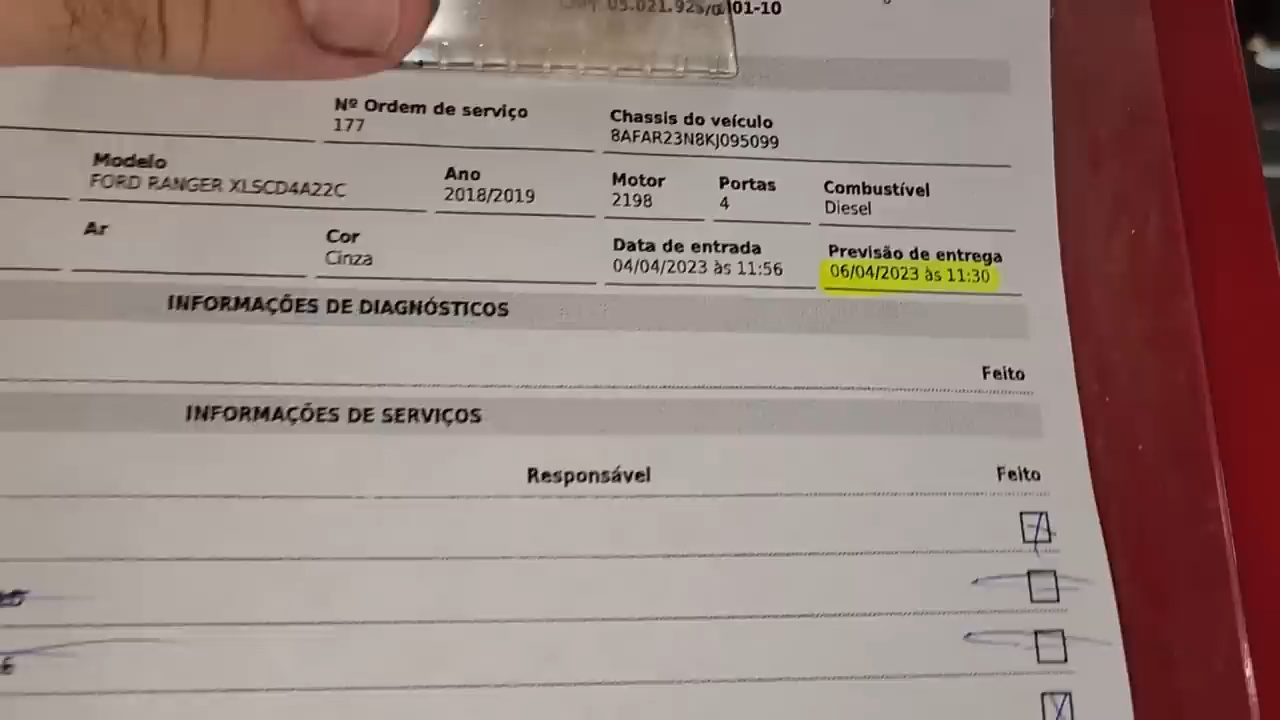 01-10
Nº Ordem de serviço
177
Chassis do veículo
8AFAR23N8KJ095099
Modelo
FORD RANGER XLSCD4A22C
Ano
2018/2019
Motor
2198
Portas
4
Combustível
Diesel
Ar
Cor
Cinza
Data de entrada
04/04/2023 às 11:56
Previsão de entrega
06/04/2023 às 11:30
INFORMAÇÕES DE DIAGNÓSTICOS
Feito
INFORMAÇÕES DE SERVIÇOS
Responsável
Feito